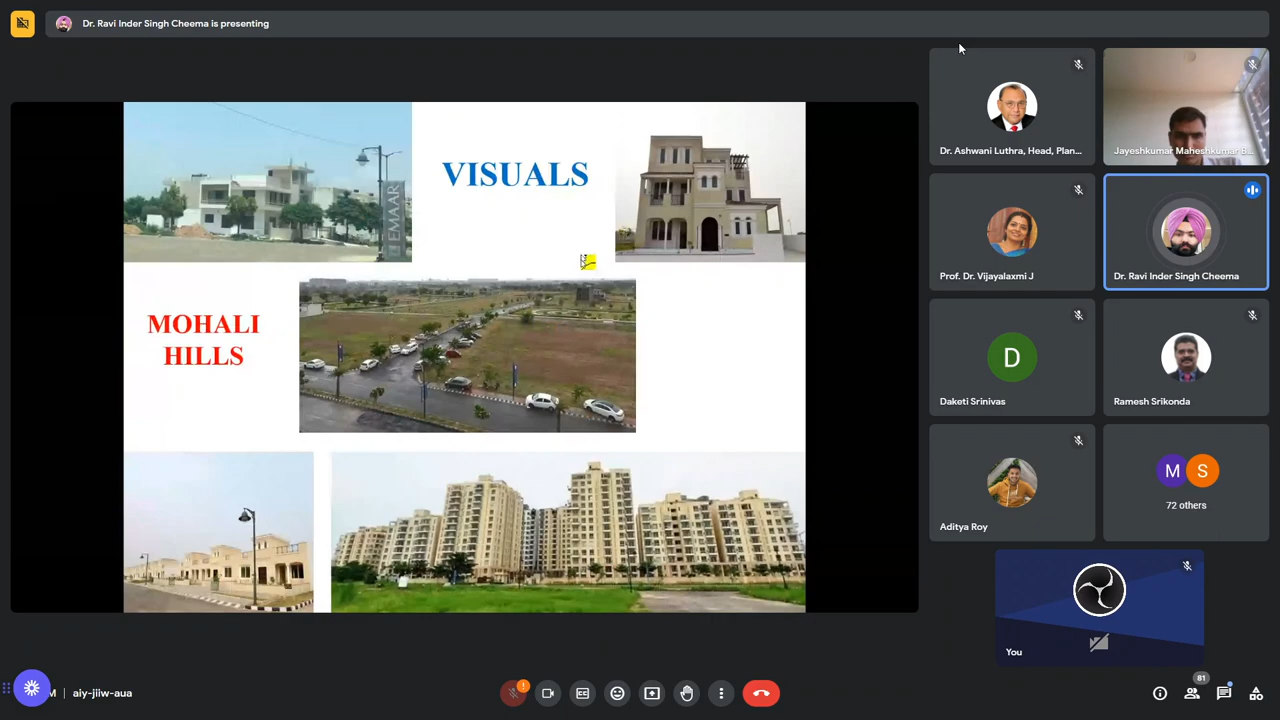 Dr. Ravi Inder Singh Cheema is presenting
VISUALS
EMAAR
MOHALI
HILLS
Dr. Ashwani Luthra, Head, Plan...
Jayeshkumar Maheshkumar B...
Prof. Dr. Vijayalaxmi J
Dr. Ravi Inder Singh Cheema
D
Daketi Srinivas
Ramesh Srikonda
Aditya Roy
M S
72 others
You
M | aiy-jiiw-aua
81